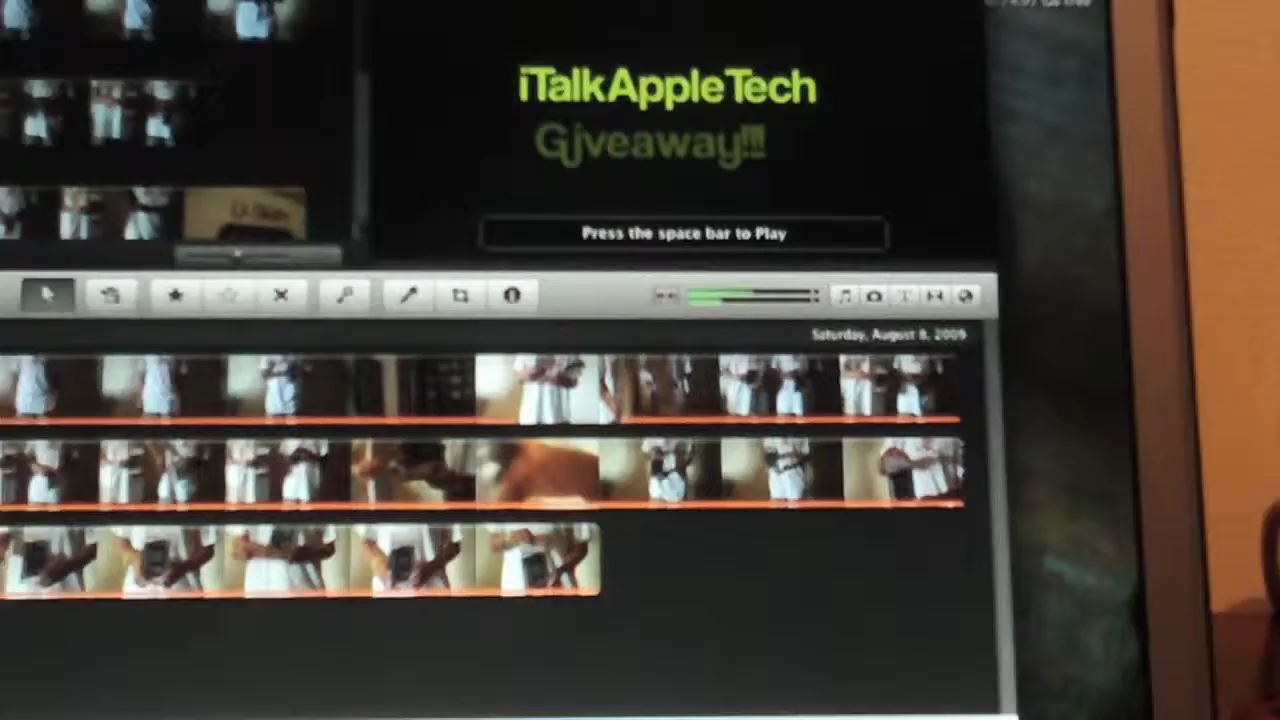 iTalkAppleTech
Giveaway!!!
Press the space bar to Play
Saturday, August 8, 2009